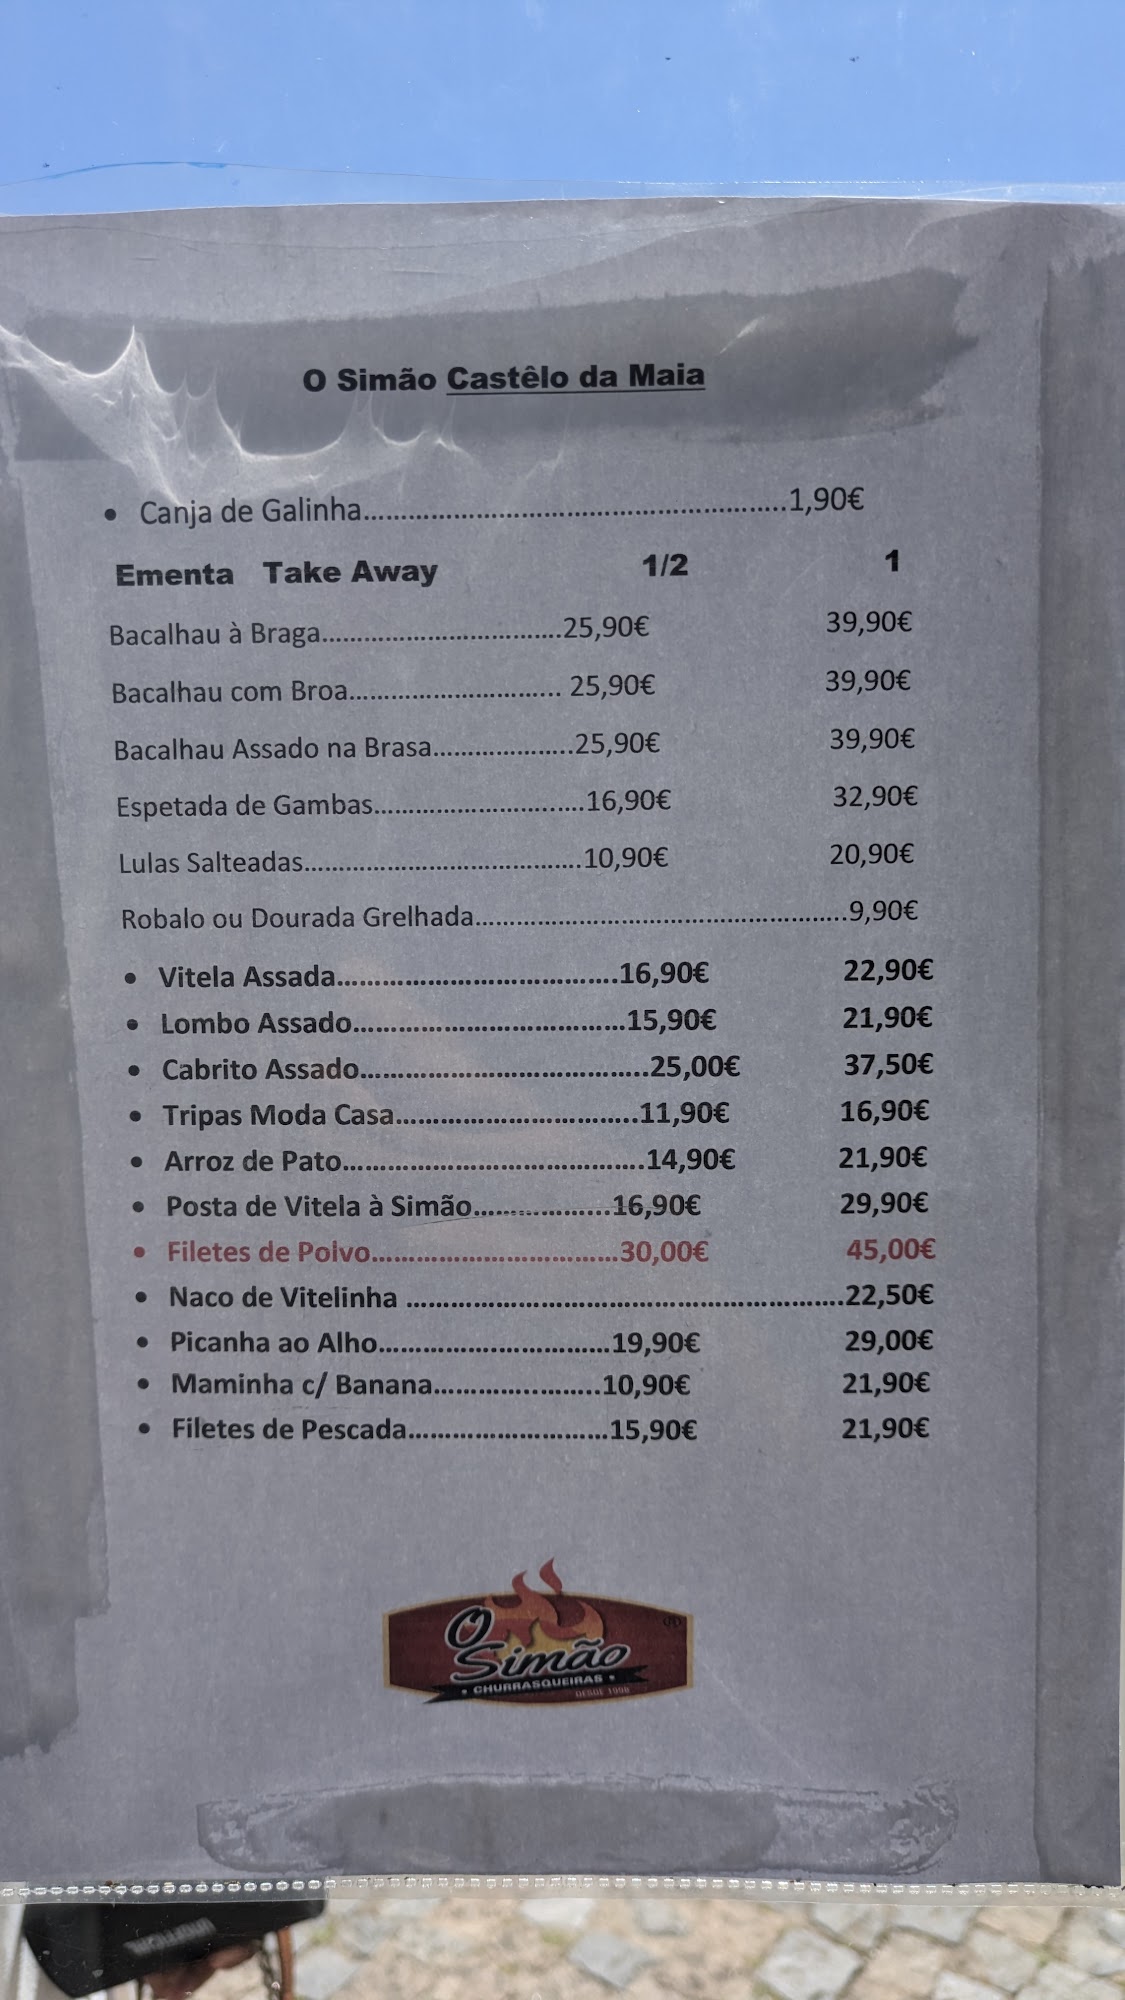 O Simão Castêlo da Maia
• Canja de Galinha.......................................................1,90€
Ementa Take Away 1/2 1
Bacalhau à Braga..................................25,90€ 39,90€
Bacalhau com Broa.............................. 25,90€ 39,90€
Bacalhau Assado na Brasa....................25,90€ 39,90€
Espetada de Gambas..............................16,90€ 32,90€
Lulas Salteadas.......................................10,90€ 20,90€
Robalo ou Dourada Grelhada....................................................9,90€
• Vitela Assada.....................................16,90€ 22,90€
• Lombo Assado...................................15,90€ 21,90€
• Cabrito Assado.....................................25,00€ 37,50€
• Tripas Moda Casa...............................11,90€ 16,90€
• Arroz de Pato.......................................14,90€ 21,90€
• Posta de Vitela à Simão..................16,90€ 29,90€
• Filetes de Polvo................................30,00€ 45,00€
• Naco de Vitelinha ........................................................22,50€
• Picanha ao Alho..............................19,90€ 29,00€
• Maminha c/ Banana.....................10,90€ 21,90€
• Filetes de Pescada.........................15,90€ 21,90€
O
Simão
• CHURRASQUEIRAS •
DESDE 1998